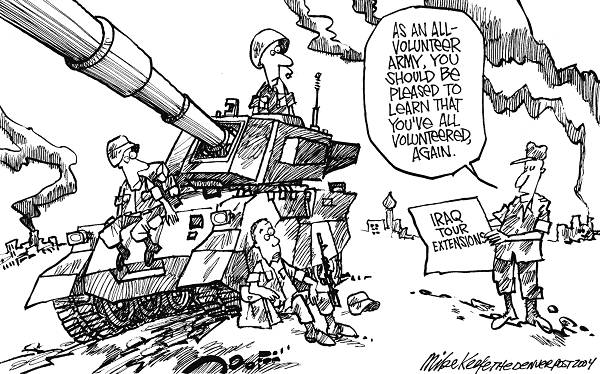 AS AN ALL-
VOLUNTEER
ARMY, YOU
SHOULD BE
PLEASED TO
LEARN THAT
YOU'VE ALL
VOLUNTEERED,
AGAIN.
IRAQ
TOUR
EXTENSIONS
MIKE KEEFE THE DENVER POST 2004